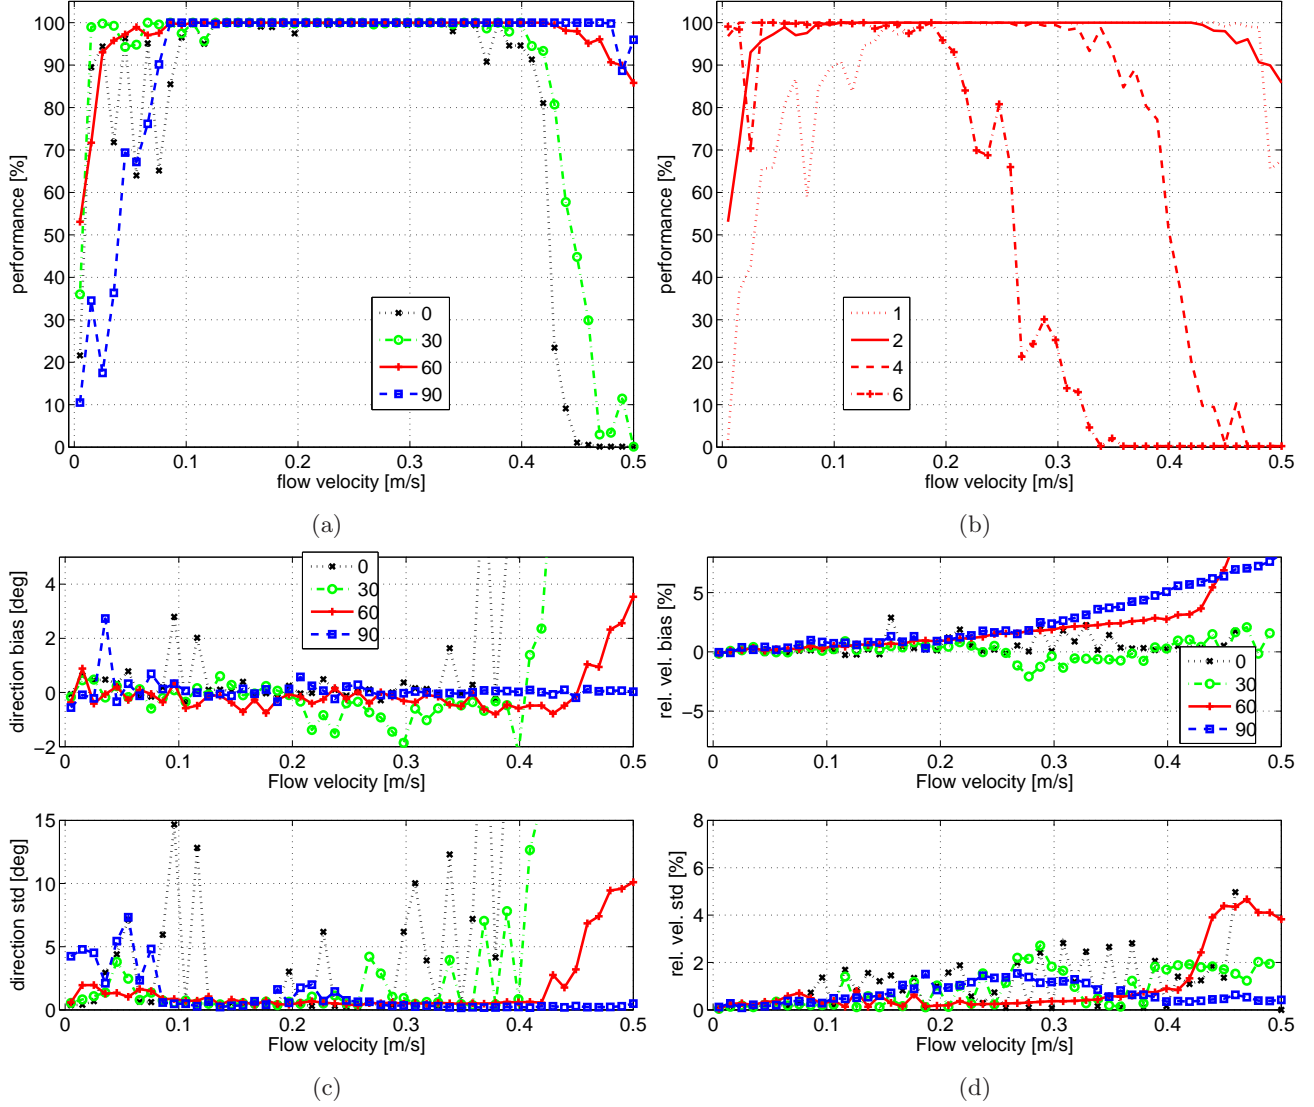 performance [%]
100
90
80
70
60
50
40
30
20
10
0
0
30
60
90
0 0.1 0.2 0.3 0.4 0.5
flow velocity [m/s]
(a)
performance [%]
100
90
80
70
60
50
40
30
20
10
0
1
2
4
6
0 0.1 0.2 0.3 0.4 0.5
flow velocity [m/s]
(b)
direction bias [deg]
4
2
0
−2
0
30
60
90
0 0.1 0.2 0.3 0.4 0.5
Flow velocity [m/s]
direction std [deg]
15
10
5
0
0 0.1 0.2 0.3 0.4 0.5
Flow velocity [m/s]
(c)
rel. vel. bias [%]
5
0
−5
0
30
60
90
0 0.1 0.2 0.3 0.4 0.5
Flow velocity [m/s]
rel. vel. std [%]
8
6
4
2
0
0 0.1 0.2 0.3 0.4 0.5
Flow velocity [m/s]
(d)